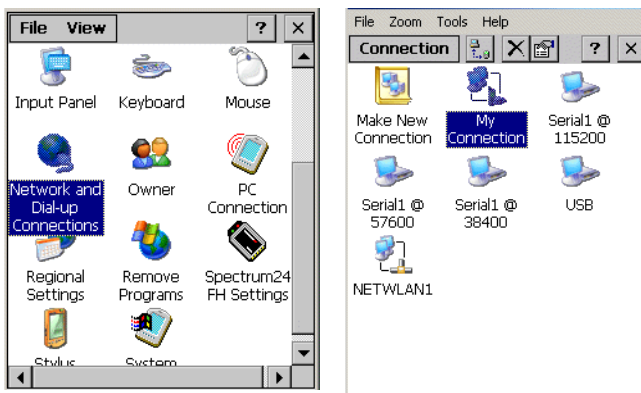 File View ? ×
Input Panel Keyboard Mouse
Network and Dial-up Connections
Owner
PC Connection
Regional Settings
Remove Programs
Spectrum24 FH Settings
Stylus System
File Zoom Tools Help
Connection ? ×
Make New Connection
My Connection
Serial1 @ 115200
Serial1 @ 57600
Serial1 @ 38400
USB
NETWLAN1